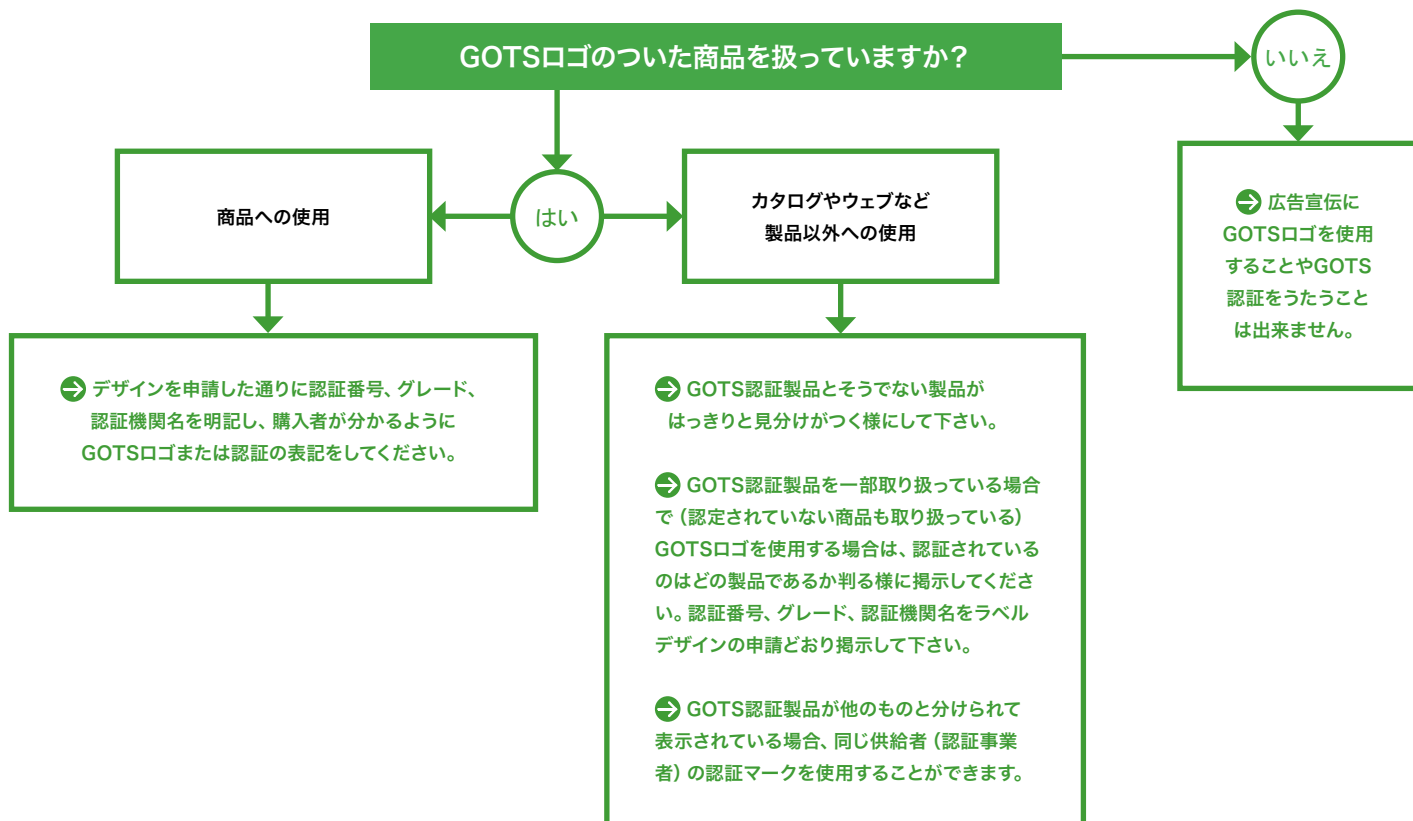 GOTSロゴのついた商品を扱っていますか？
いいえ
はい
商品への使用
カタログやウェブなど
製品以外への使用
広告宣伝に
GOTSロゴを使用
することやGOTS
認証をうたうこと
は出来ません。
デザインを申請した通りに認証番号、グレード、
認証機関名を明記し、購入者が分かるように
GOTSロゴまたは認証の表記をしてください。
GOTS認証製品とそうでない製品が
はっきりと見分けがつく様にして下さい。
GOTS認証製品を一部取り扱っている場合
で（認定されていない商品も取り扱っている）
GOTSロゴを使用する場合は、認証されている
のはどの製品であるか判る様に掲示してくださ
い。認証番号、グレード、認証機関名をラベル
デザインの申請どおり掲示して下さい。
GOTS認証製品が他のものと分けられて
表示されている場合、同じ供給者（認証事業
者）の認証マークを使用することができます。